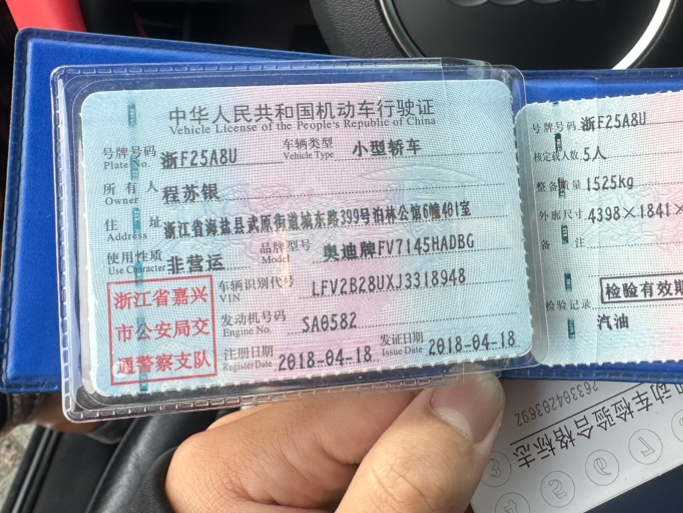 中华人民共和国机动车行驶证
Vehicle License of the People's Republic of China
号牌号码 浙F25A8U 车辆类型 小型轿车
Plate No. Vehicle Type
所有人 程苏银
Owner
住址 浙江省海盐县武原街道城东路399号泊林公馆6幢401室
Address
使用性质 非营运 品牌型号 奥迪牌FV7145HADBG
Use Character Model
浙江省嘉兴
市公安局交
通警察支队
车辆识别代号 LFV2B28UXJ3318948
VIN
发动机号码 SA0582
Engine No.
注册日期 2018-04-18 发证日期 2018-04-18
Register Date Issue Date
号牌号码 浙F25A8U
核定载人数 5人
整备质量 1525kg
外廓尺寸 4398×1841×
备注
检验有效期
检验记录
汽油
动车检验合格标志